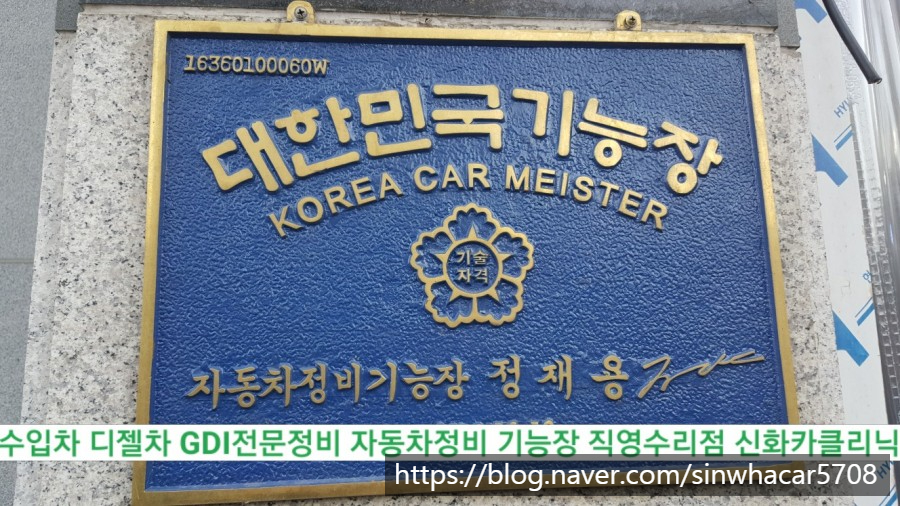 16360100060W
대한민국기능장
KOREA CAR MEISTER
기술
자격
자동차정비기능장 정재용
수입차 디젤차 GDI전문정비 자동차정비 기능장 직영수리점 신화카클리닉
https://blog.naver.com/sinwhacar5708